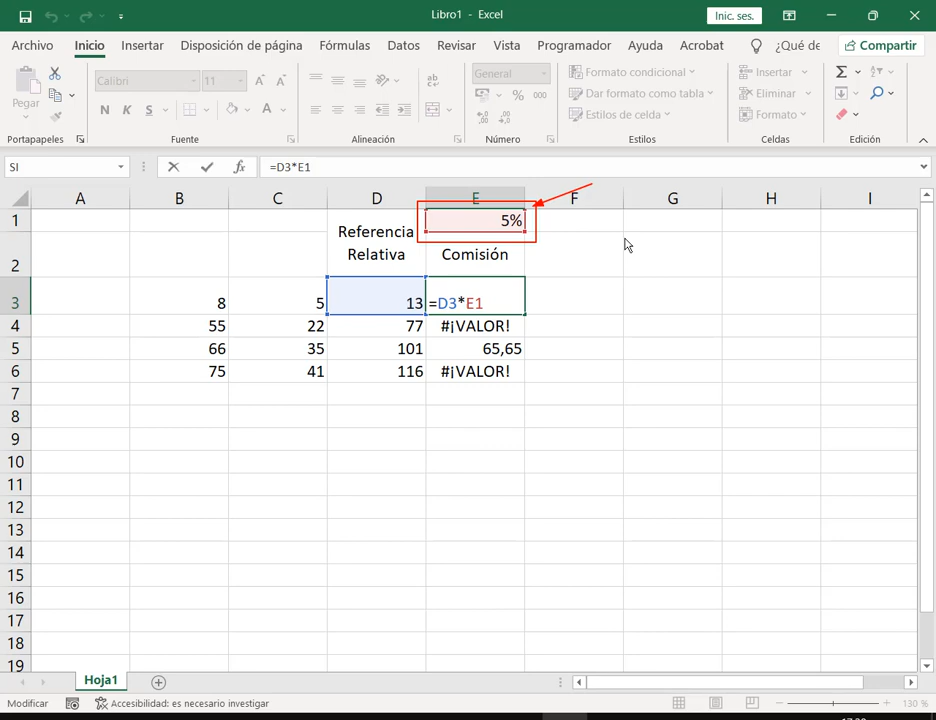 Libro1 - Excel
Inic. ses.
Archivo Inicio Insertar Disposición de página Fórmulas Datos Revisar Vista Programador Ayuda Acrobat ¿Qué de Compartir
Calibri 11 General Formato condicional Insertar
Pegar N K S A % 000 Dar formato como tabla Eliminar
Estilos de celda Formato
Portapapeles Fuente Alineación Número Estilos Celdas Edición
SI fx =D3*E1
A B C D E F G H I
1 5%
Referencia
Relativa Comisión
2
3 8 5 13 =D3*E1
4 55 22 77 #¡VALOR!
5 66 35 101 65,65
6 75 41 116 #¡VALOR!
7
8
9
10
11
12
13
14
15
16
17
18
19
Hoja1
Modificar Accesibilidad: es necesario investigar 130 %